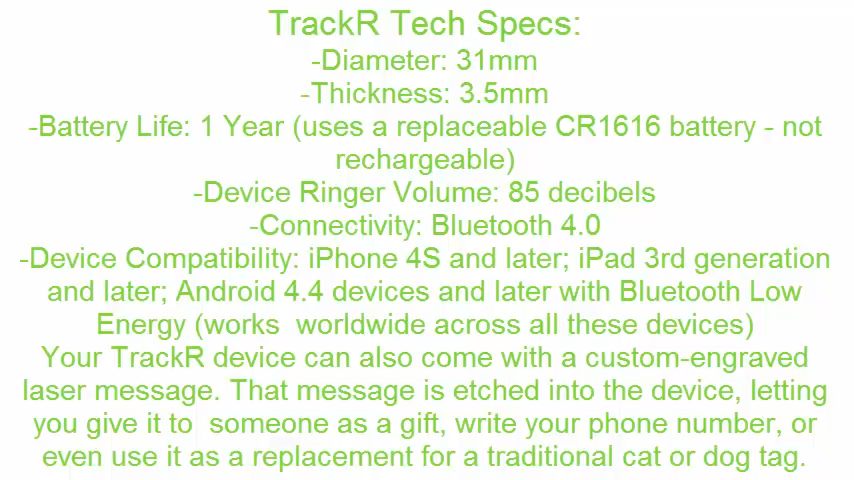 TrackR Tech Specs:
-Diameter: 31mm
-Thickness: 3.5mm
-Battery Life: 1 Year (uses a replaceable CR1616 battery - not
rechargeable)
-Device Ringer Volume: 85 decibels
-Connectivity: Bluetooth 4.0
-Device Compatibility: iPhone 4S and later; iPad 3rd generation
and later; Android 4.4 devices and later with Bluetooth Low
Energy (works  worldwide across all these devices)
Your TrackR device can also come with a custom-engraved
laser message. That message is etched into the device, letting
you give it to  someone as a gift, write your phone number, or
even use it as a replacement for a traditional cat or dog tag.